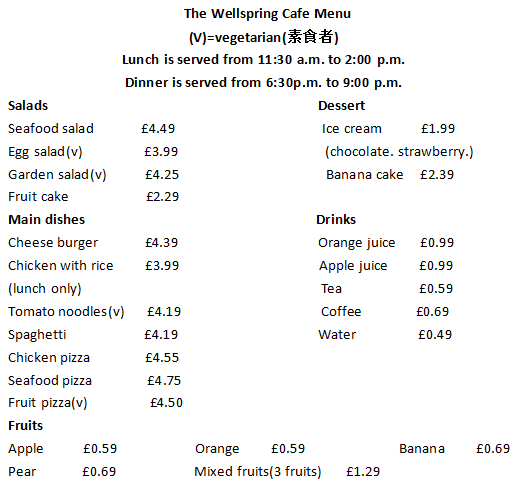 The Wellspring Cafe Menu
(V)=vegetarian(素食者)
Lunch is served from 11:30 a.m. to 2:00 p.m.
Dinner is served from 6:30p.m. to 9:00 p.m.
Salads Dessert
Seafood salad £4.49 Ice cream £1.99
Egg salad(v) £3.99 (chocolate. strawberry.)
Garden salad(v) £4.25 Banana cake £2.39
Fruit cake £2.29
Main dishes Drinks
Cheese burger £4.39 Orange juice £0.99
Chicken with rice £3.99 Apple juice £0.99
(lunch only) Tea £0.59
Tomato noodles(v) £4.19 Coffee £0.69
Spaghetti £4.19 Water £0.49
Chicken pizza £4.55
Seafood pizza £4.75
Fruit pizza(v) £4.50
Fruits
Apple £0.59 Orange £0.59 Banana £0.69
Pear £0.69 Mixed fruits(3 fruits) £1.29